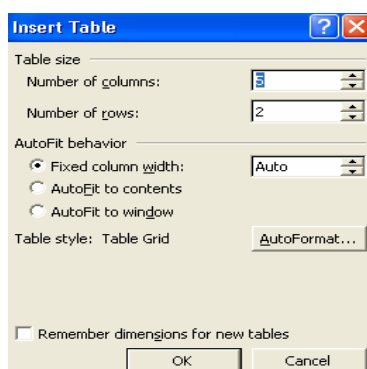 Insert Table
Table size
Number of columns: 5
Number of rows: 2
AutoFit behavior
Fixed column width: Auto
AutoFit to contents
AutoFit to window
Table style: Table Grid AutoFormat...
Remember dimensions for new tables
OK Cancel